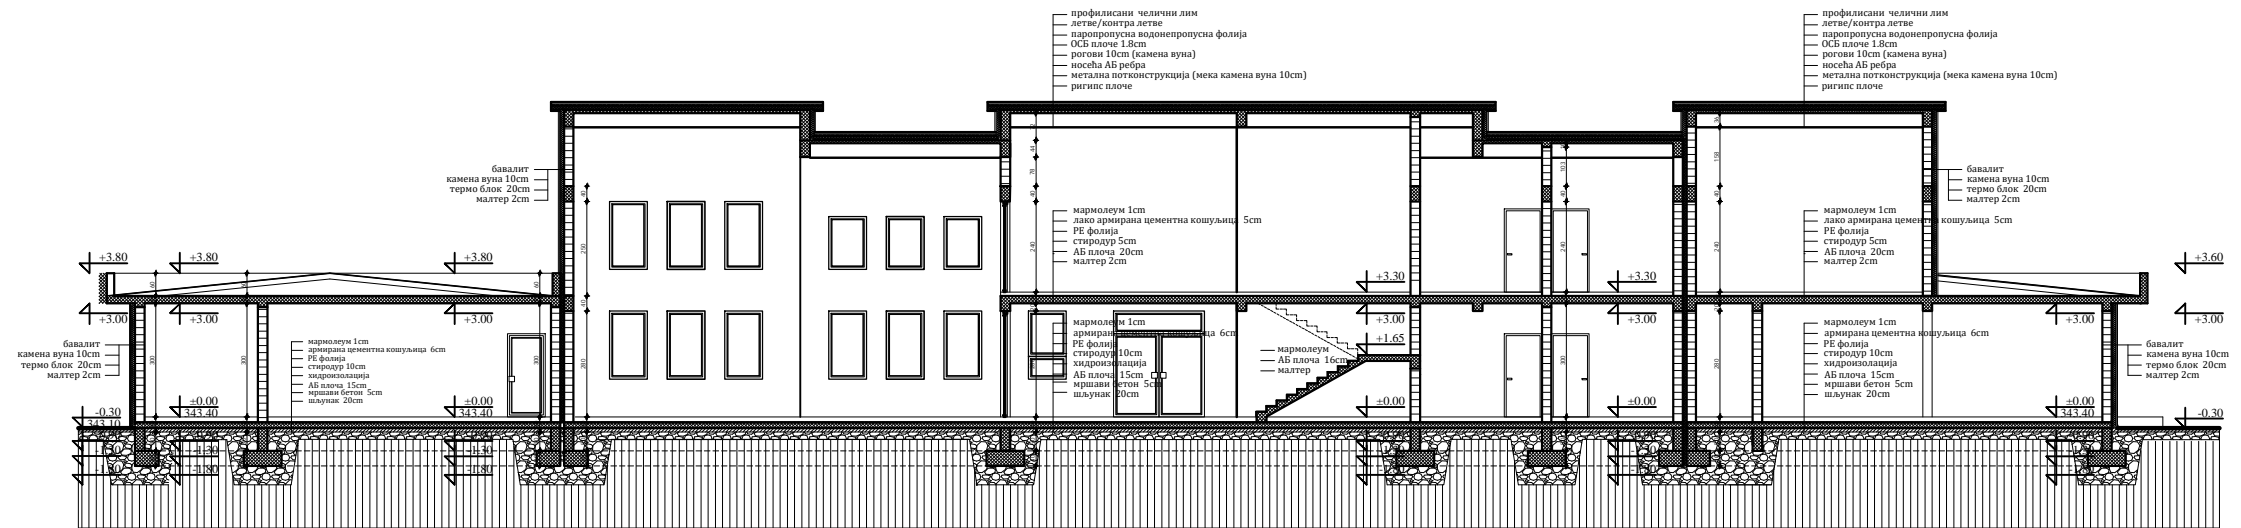 профилисани челични лим
летве/контра летве
паропропусна водонепропусна фолија
ОСБ плоче 1.8cm
рогови 10cm (камена вуна)
носећа АБ ребра
метална потконструкција (мека камена вуна 10cm)
ригипс плоче
профилисани челични лим
летве/контра летве
паропропусна водонепропусна фолија
ОСБ плоче 1.8cm
рогови 10cm (камена вуна)
носећа АБ ребра
метална потконструкција (мека камена вуна 10cm)
ригипс плоче
бавалит
камена вуна 10cm
термо блок 20cm
малтер 2cm
бавалит
камена вуна 10cm
термо блок 20cm
малтер 2cm
мармолеум 1cm
лако армирана цементна кошуљица 5cm
РЕ фолија
стиродур 5cm
АБ плоча 20cm
малтер 2cm
мармолеум 1cm
лако армирана цементна кошуљица 5cm
РЕ фолија
стиродур 5cm
АБ плоча 20cm
малтер 2cm
+3.80
+3.80
+3.80
+3.30
+3.30
+3.60
+3.00
+3.00
+3.00
+3.00
+3.00
+3.00
+3.00
+1.65
бавалит
камена вуна 10cm
термо блок 20cm
малтер 2cm
мармолеум 1cm
армирана цементна кошуљица 6cm
РЕ фолија
стиродур 10cm
хидроизолација
АБ плоча 15cm
мршави бетон 5cm
шљунак 20cm
мармолеум 1cm
армирана цементна кошуљица 6cm
РЕ фолија
стиродур 10cm
хидроизолација
АБ плоча 15cm
мршави бетон 5cm
шљунак 20cm
мармолеум
АБ плоча 16cm
малтер
мармолеум 1cm
армирана цементна кошуљица 6cm
РЕ фолија
стиродур 10cm
хидроизолација
АБ плоча 15cm
мршави бетон 5cm
шљунак 20cm
бавалит
камена вуна 10cm
термо блок 20cm
малтер 2cm
-0.30
343.10
±0.00
343.40
±0.00
343.40
±0.00
±0.00
±0.00
343.40
-0.30
-1.30
-1.30
-1.80
-1.80
-1.80